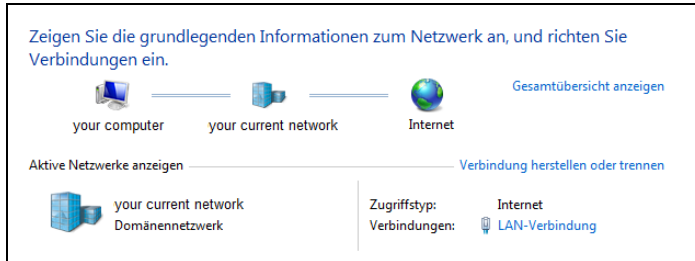 Zeigen Sie die grundlegenden Informationen zum Netzwerk an, und richten Sie
Verbindungen ein.
Gesamtübersicht anzeigen
your computer your current network Internet
Aktive Netzwerke anzeigen Verbindung herstellen oder trennen
your current network Zugriffstyp: Internet
Domänennetzwerk Verbindungen: LAN-Verbindung